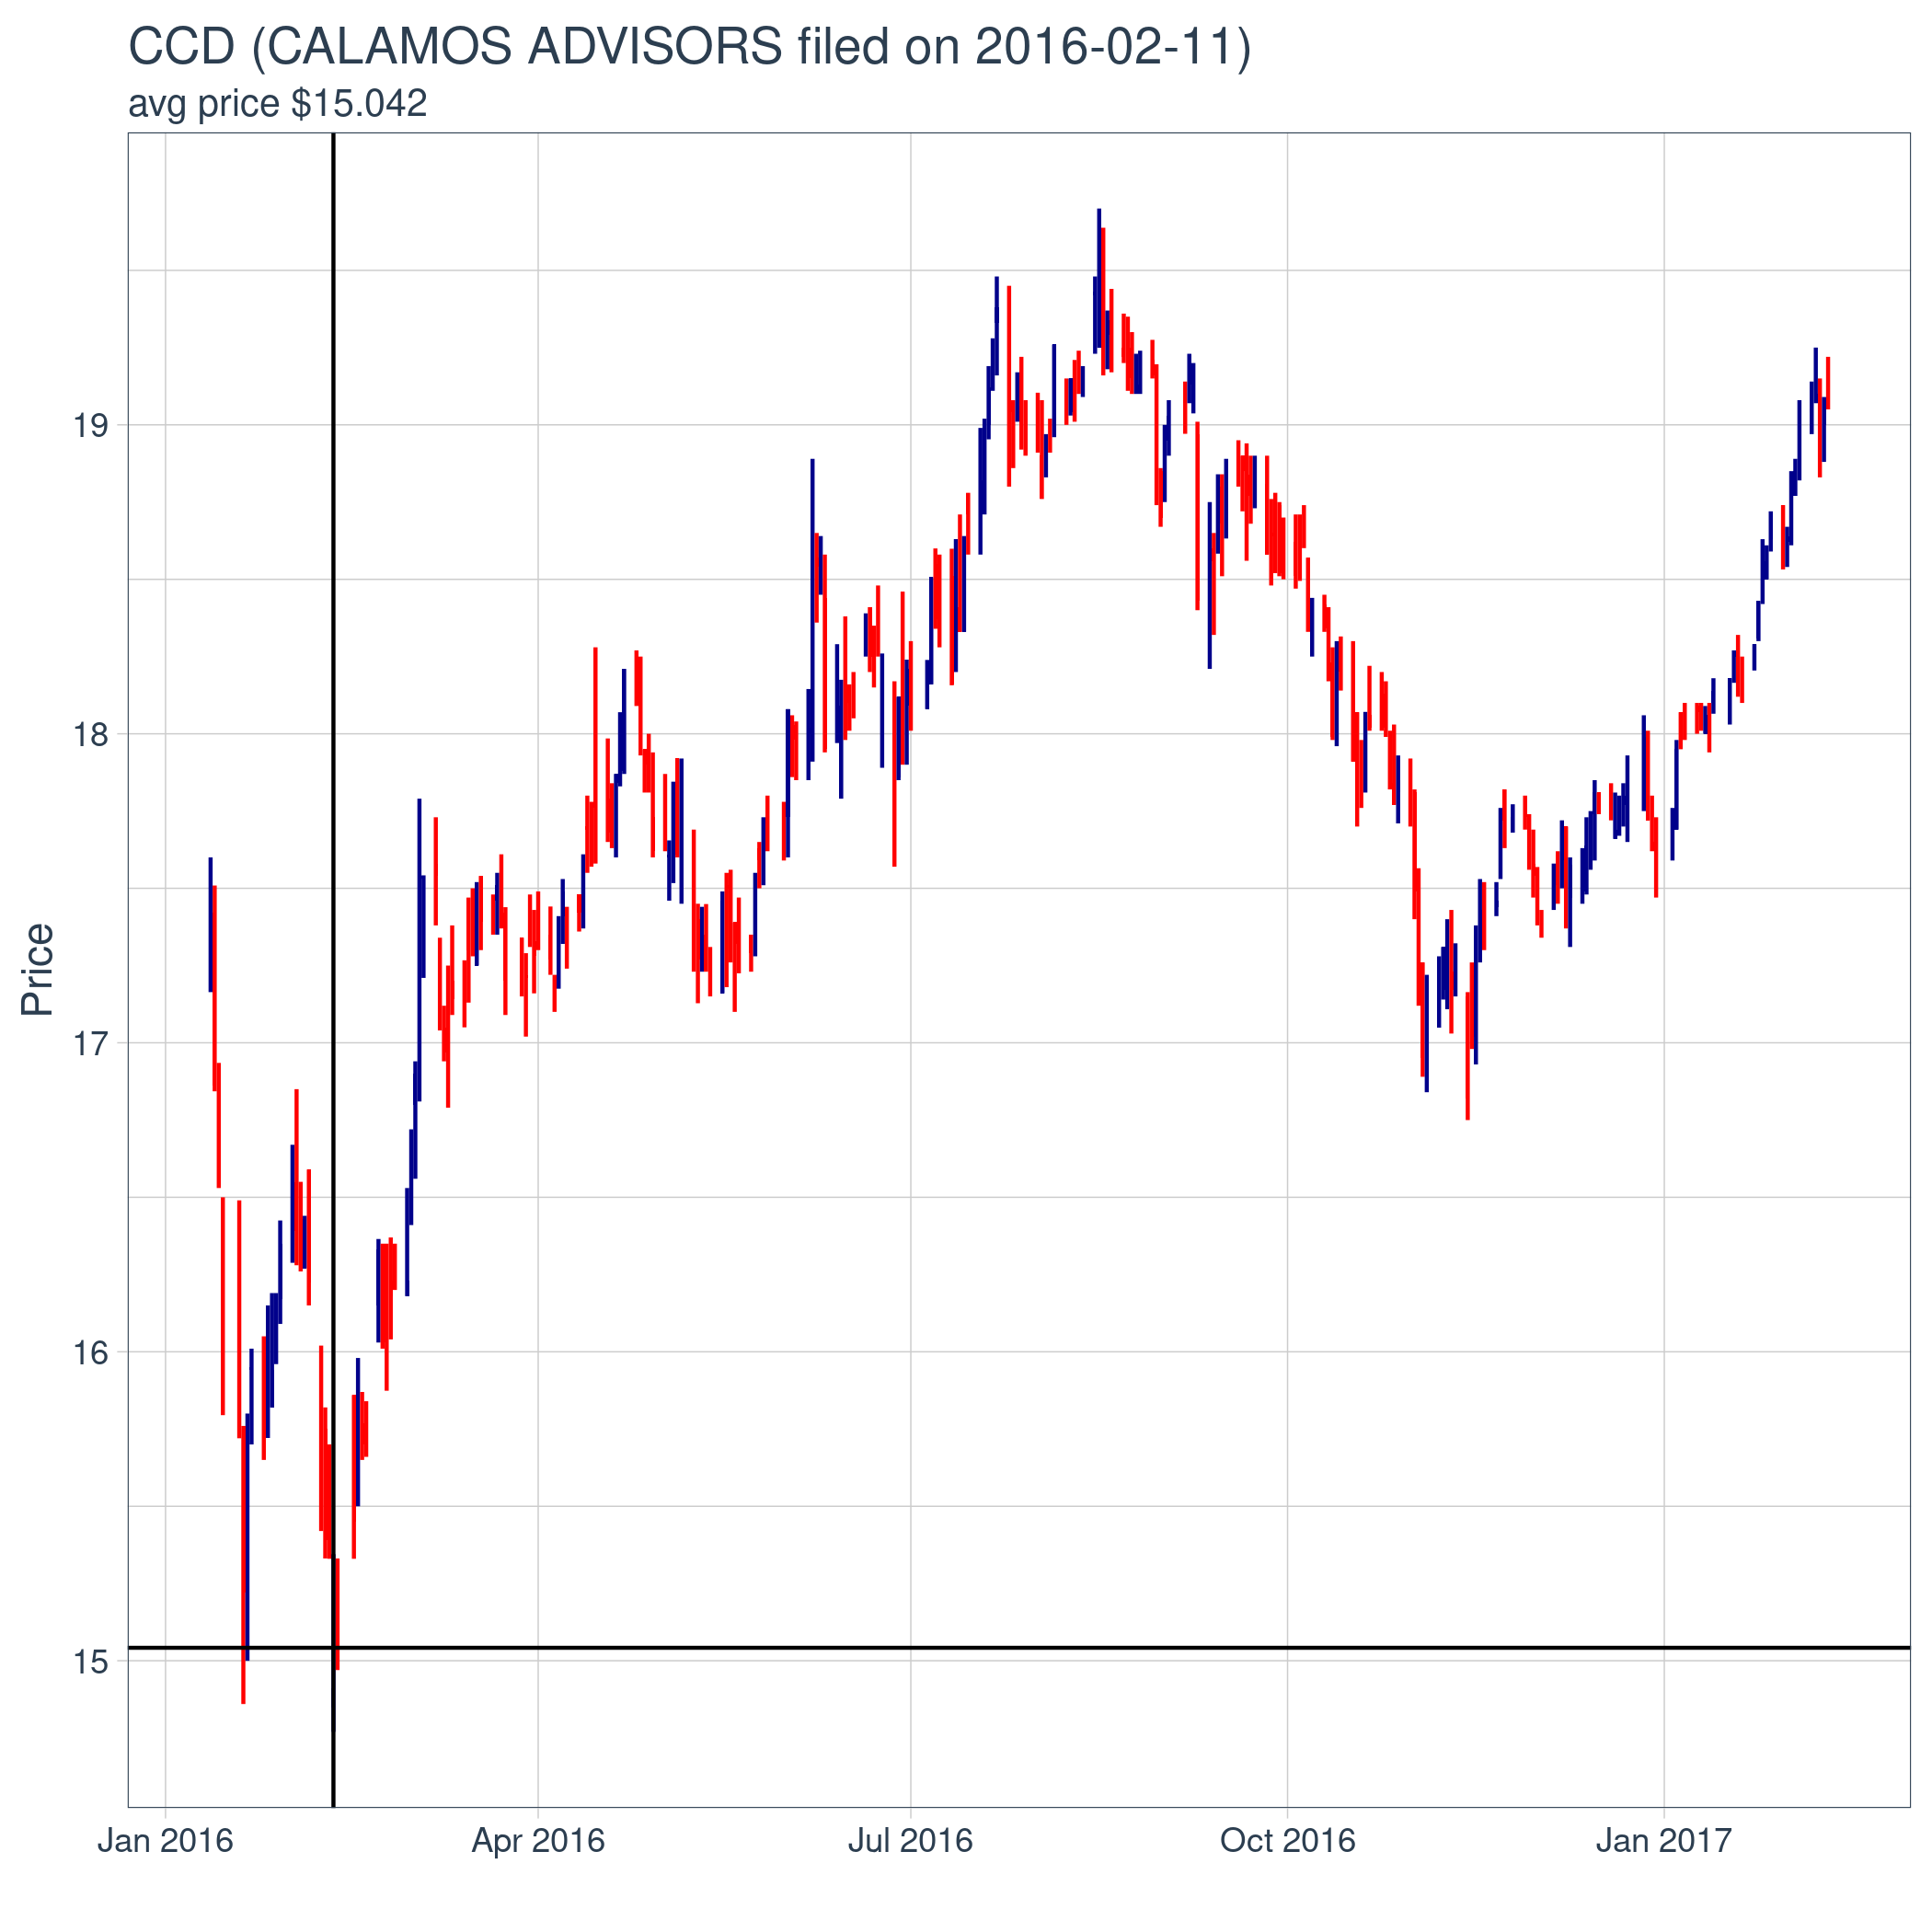 CCD (CALAMOS ADVISORS filed on 2016-02-11)
avg price $15.042
Price
19
18
17
16
15
Jan 2016
Apr 2016
Jul 2016
Oct 2016
Jan 2017